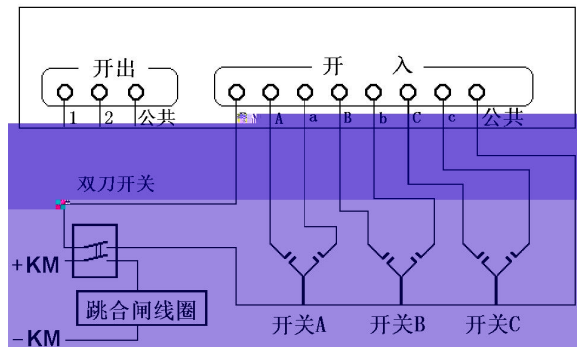 开出
开 入
1 2 公共
A a B b C c 公共
双刀开关
+KM
跳合闸线圈
-KM
开关A 开关B 开关C